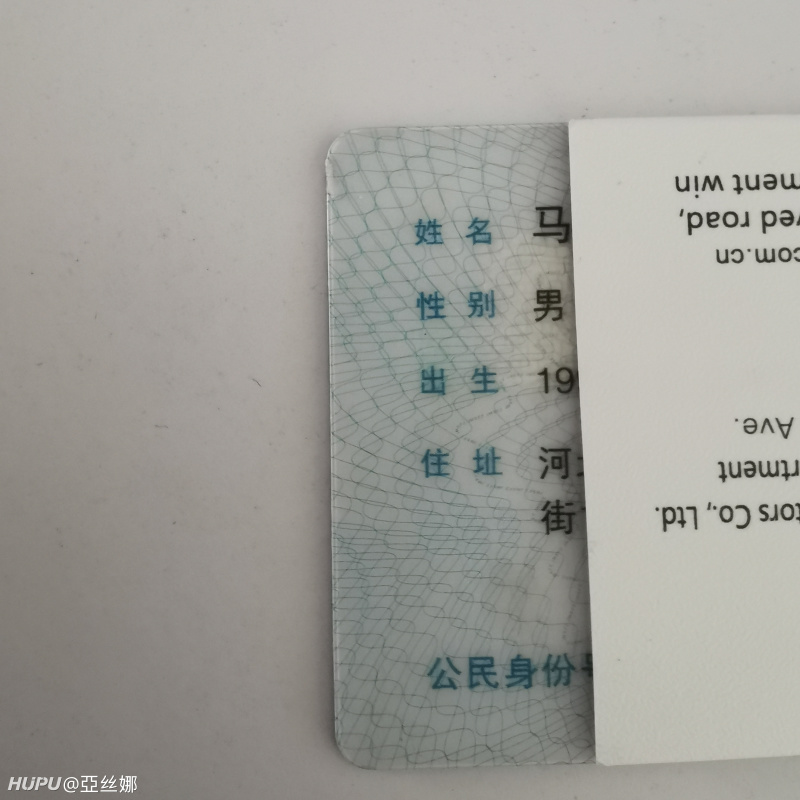 姓名 马
性别 男
出生 19
住址 河
街
公民身份
ment win
ved road,
com.cn
Ave.
rtment
tors Co., Ltd.
HUPU@亞丝娜